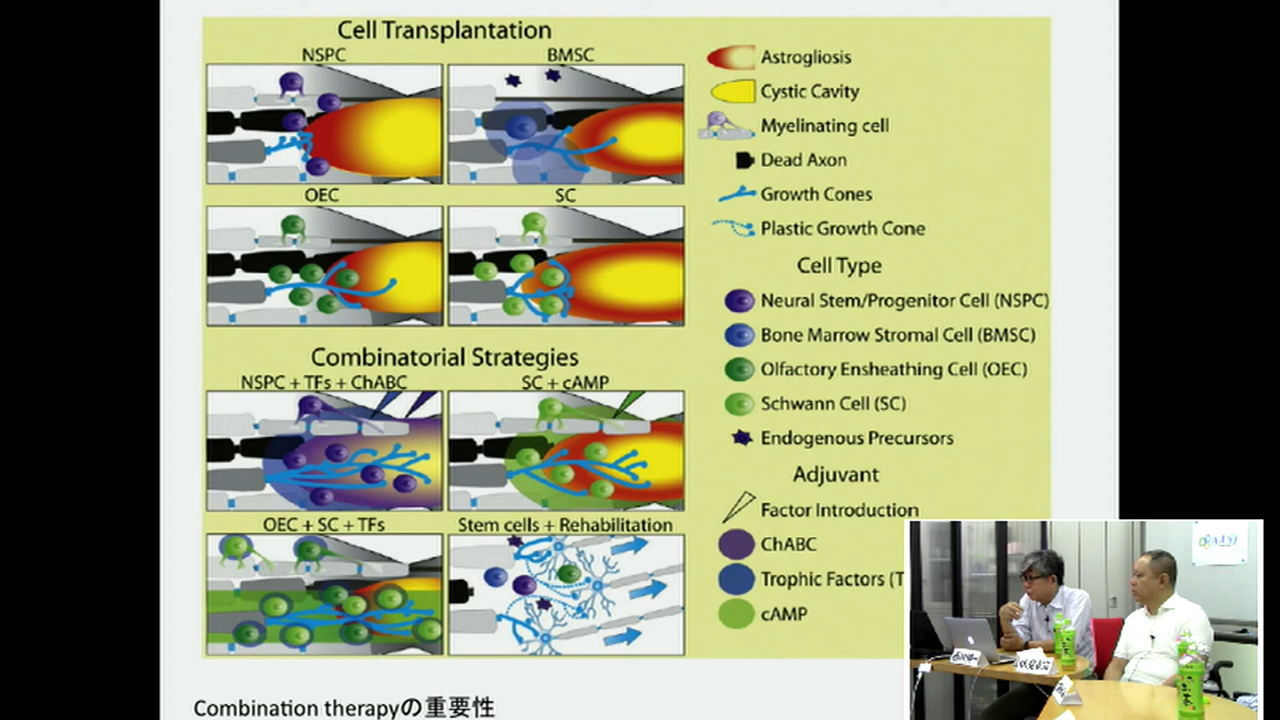 Cell Transplantation
NSPC
BMSC
OEC
SC
Combinatorial Strategies
NSPC + TFs + ChABC
SC + cAMP
OEC + SC + TFs
Stem cells + Rehabilitation
Astrogliosis
Cystic Cavity
Myelinating cell
Dead Axon
Growth Cones
Plastic Growth Cone
Cell Type
Neural Stem/Progenitor Cell (NSPC)
Bone Marrow Stromal Cell (BMSC)
Olfactory Ensheathing Cell (OEC)
Schwann Cell (SC)
Endogenous Precursors
Adjuvant
Factor Introduction
ChABC
Trophic Factors (T
cAMP
Combination therapyの重要性